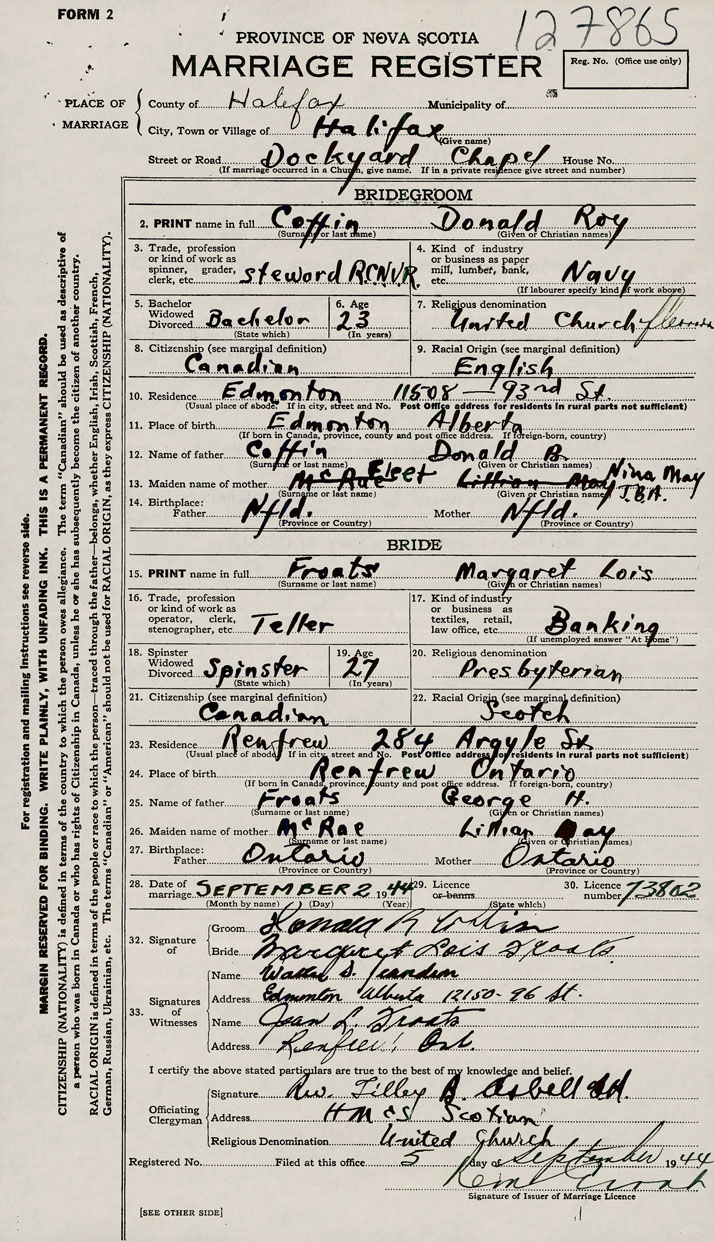 FORM 2
127865
PROVINCE OF NOVA SCOTIA
MARRIAGE REGISTER
Reg. No. (Office use only)
PLACE OF MARRIAGE
County of Halefax Municipality of
City, Town or Village of Halifax
(Give name)
Street or Road Dockyard Chapel House No.
(If marriage occurred in a Church, give name. If in a private residence give street and number)
BRIDEGROOM
2. PRINT name in full Coffin Donald Roy
(Surname or last name) (Given or Christian names)
3. Trade, profession or kind of work as spinner, grader, clerk, etc. steward R.C.N.V.R.
4. Kind of industry or business as paper mill, lumber, bank, etc. Navy
(If labourer specify kind of work above)
5. Bachelor Widowed Divorced Bachelor
(State which)
6. Age 23
(In years)
7. Religious denomination United Church
8. Citizenship (see marginal definition) Canadian
9. Racial Origin (see marginal definition) English
10. Residence Edmonton 11508 — 93rd St.
(Usual place of abode. If in city, street and No. Post Office address for residents in rural parts not sufficient)
11. Place of birth Edmonton Alberta
(If born in Canada, province, county and post office address. If foreign-born, country)
12. Name of father Coffin Donald B.
(Surname or last name) (Given or Christian names)
13. Maiden name of mother McRae Lillian May Nina May
(Surname or last name) (Given or Christian names) J.B.A.
14. Birthplace: Father Nfld. Mother Nfld.
(Province or Country) (Province or Country)
BRIDE
15. PRINT name in full Froats Margaret Lois
(Surname or last name) (Given or Christian names)
16. Trade, profession or kind of work as operator, clerk, stenographer, etc. Teller
17. Kind of industry or business as textiles, retail, law office, etc. Banking
(If unemployed answer "At Home")
18. Spinster Widowed Divorced Spinster
(State which)
19. Age 27
(In years)
20. Religious denomination Presbyterian
21. Citizenship (see marginal definition) Canadian
22. Racial Origin (see marginal definition) Scotch
23. Residence Renfrew 284 Argyle St.
(Usual place of abode. If in city, street and No. Post Office address for residents in rural parts not sufficient)
24. Place of birth Renfrew Ontario
(If born in Canada, province, county and post office address. If foreign-born, country)
25. Name of father Froats George H.
(Surname or last name) (Given or Christian names)
26. Maiden name of mother McRae Lillian May
(Surname or last name) (Given or Christian names)
27. Birthplace: Father Ontario Mother Ontario
(Province or Country) (Province or Country)
28. Date of marriage SEPTEMBER 2 1944
(Month by name) (Day) (Year)
29. Licence or banns
(State which)
30. Licence number 73802
32. Signature of
Groom Donald R Coffin
Bride Margaret Lois Froats
33. Signatures of Witnesses
Name Walter S.
Address Edmonton Alberta 12150-96 St.
Name Jean L. Froats
Address Renfrew Ont.
I certify the above stated particulars are true to the best of my knowledge and belief.
Officiating Clergyman
Signature Rev. Tilley B.
Address HMCS Scotian
Religious Denomination United Church
Registered No. Filed at this office 5 day of September 1944
Signature of Issuer of Marriage Licence
[SEE OTHER SIDE]
For registration and mailing instructions see reverse side.
MARGIN RESERVED FOR BINDING. WRITE PLAINLY, WITH UNFADING INK. THIS IS A PERMANENT RECORD.
CITIZENSHIP (NATIONALITY) is defined in terms of the country to which the person owes allegiance. The term "Canadian" should be used as descriptive of
a person who was born in Canada or who has rights of Citizenship in Canada, unless he or she has subsequently become the citizen of another country.
RACIAL ORIGIN is defined in terms of the people or race to which the person—traced through the father—belongs, whether English, Irish, Scottish, French,
German, Russian, Ukrainian, etc. The terms "Canadian" or "American" should not be used for RACIAL ORIGIN, as they express CITIZENSHIP (NATIONALITY).